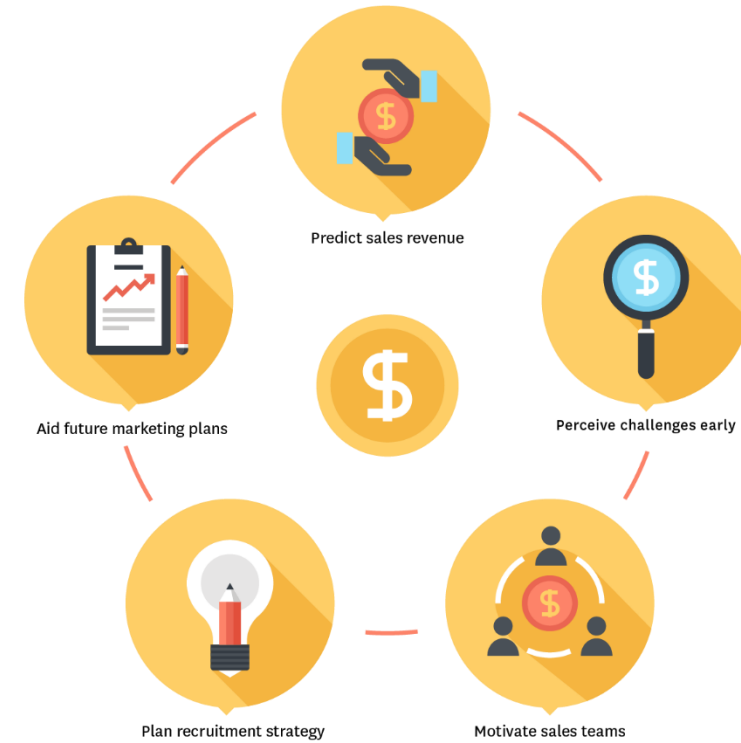 $
Predict sales revenue
$
$
Aid future marketing plans
$
Perceive challenges early
$
Plan recruitment strategy
Motivate sales teams